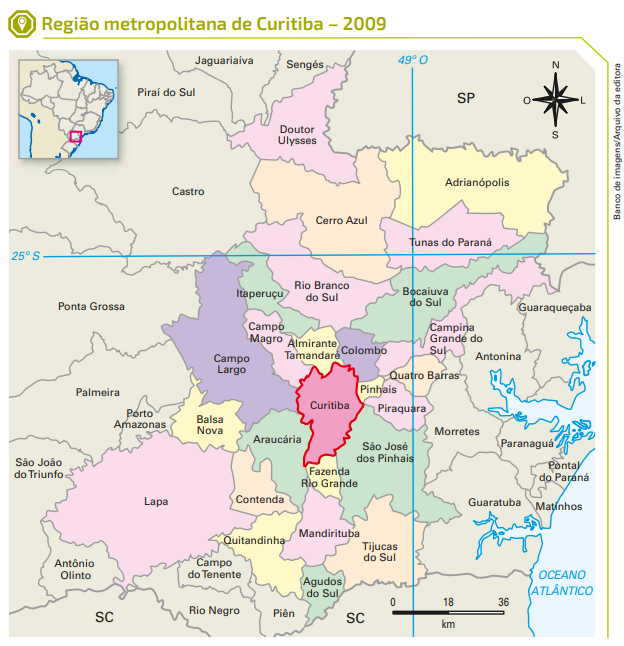 Região metropolitana de Curitiba – 2009
Banco de imagens/Arquivo da editora
Jaguariaíva
Sengés
49° O
N
O
L
S
Piraí do Sul
SP
Doutor
Ulysses
Castro
Adrianópolis
Cerro Azul
Tunas do Paraná
25° S
Itaperuçu
Rio Branco
do Sul
Bocaiuva
do Sul
Ponta Grossa
Guaraqueçaba
Campo
Magro
Almirante
Tamandaré
Colombo
Campina
Grande do
Sul
Antonina
Campo
Largo
Quatro Barras
Pinhais
Palmeira
Curitiba
Piraquara
Porto
Amazonas
Balsa
Nova
Araucária
São José
dos Pinhais
Morretes
Paranaguá
São João
do Triunfo
Fazenda
Rio Grande
Pontal
do Paraná
Lapa
Contenda
Guaratuba
Matinhos
Quitandinha
Mandirituba
Tijucas
do Sul
Antônio
Olinto
Campo
do Tenente
Agudos
do Sul
OCEANO
ATLÂNTICO
Rio Negro
Piên
SC
SC
0 18 36
km